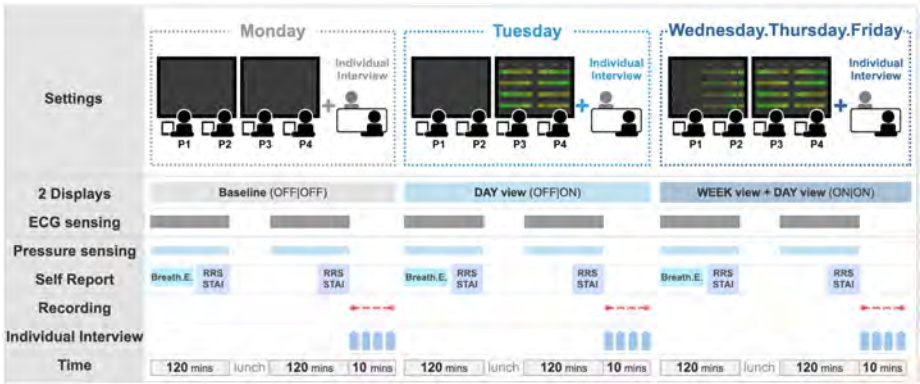 Monday
Tuesday
Wednesday.Thursday.Friday
Settings
Individual
Interview
Individual
Interview
Individual
Interview
+
+
+
P1 P2 P3 P4
P1 P2 P3 P4
P1 P2 P3 P4
2 Displays
Baseline (OFF|OFF)
DAY view (OFF|ON)
WEEK view + DAY view (ON|ON)
ECG sensing
Pressure sensing
Self Report
Breath.E.
RRS
STAI
RRS
STAI
Breath.E.
RRS
STAI
RRS
STAI
Breath.E.
RRS
STAI
RRS
STAI
Recording
Individual Interview
Time
120 mins lunch 120 mins 10 mins
120 mins lunch 120 mins 10 mins
120 mins lunch 120 mins 10 mins